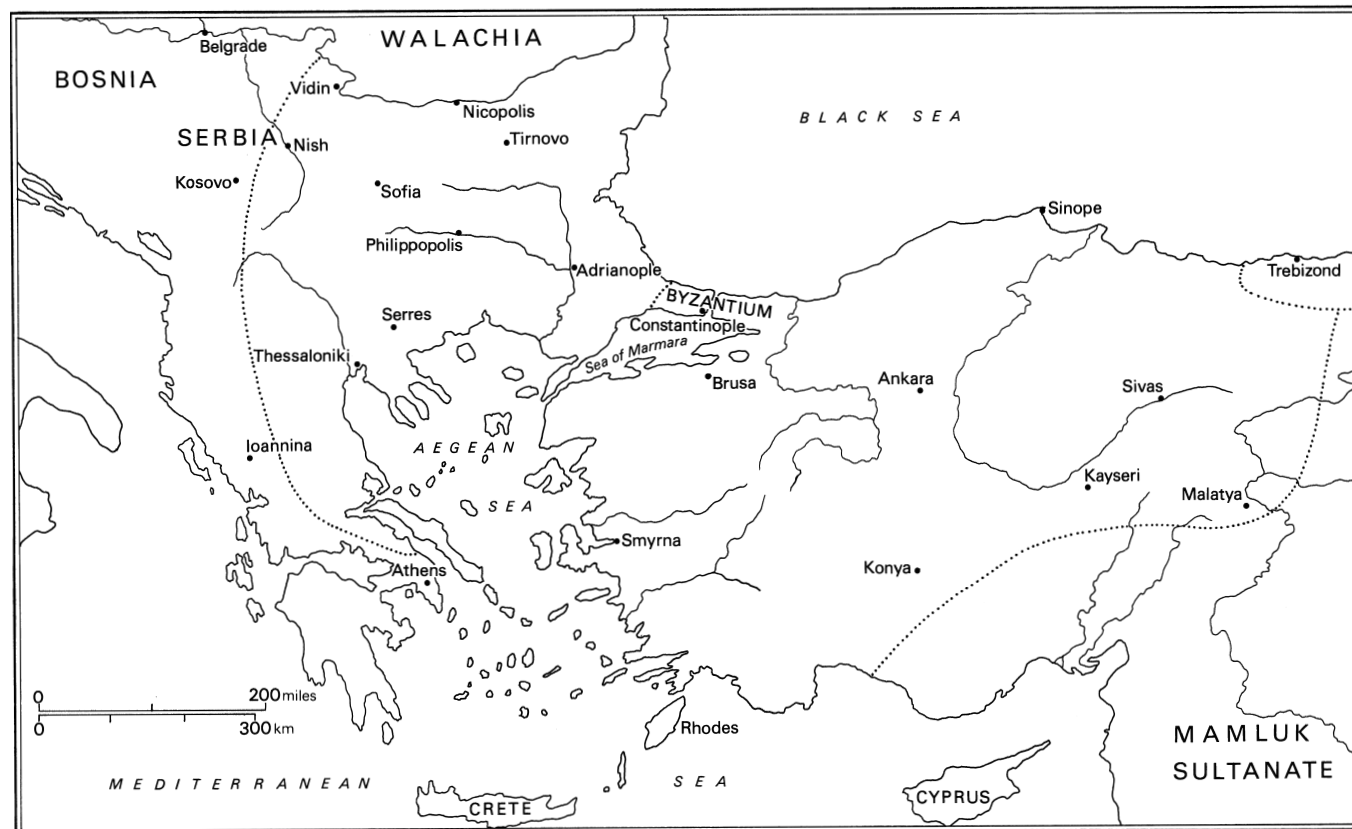 WALACHIA
Belgrade
BOSNIA
Vidin
Nicopolis
BLACK SEA
SERBIA
Nish
Tirnovo
Kosovo
Sofia
Sinope
Philippopolis
Adrianople
Trebizond
BYZANTIUM
Serres
Constantinople
Thessaloniki
Sea of Marmara
Brusa
Ankara
Sivas
Ioannina
AEGEAN
SEA
Kayseri
Malatya
Smyrna
Athens
Konya
0
200 miles
0
300 km
Rhodes
MAMLUK
SULTANATE
MEDITERRANEAN
SEA
CRETE
CYPRUS